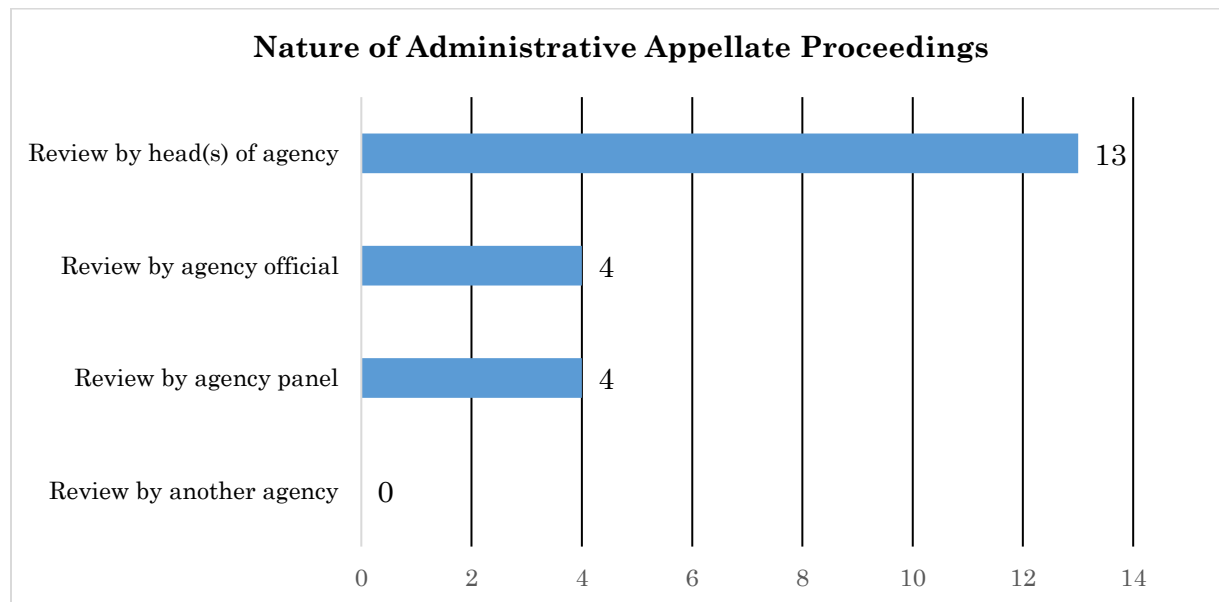 Nature of Administrative Appellate Proceedings
Review by head(s) of agency 13
Review by agency official 4
Review by agency panel 4
Review by another agency 0
0 2 4 6 8 10 12 14